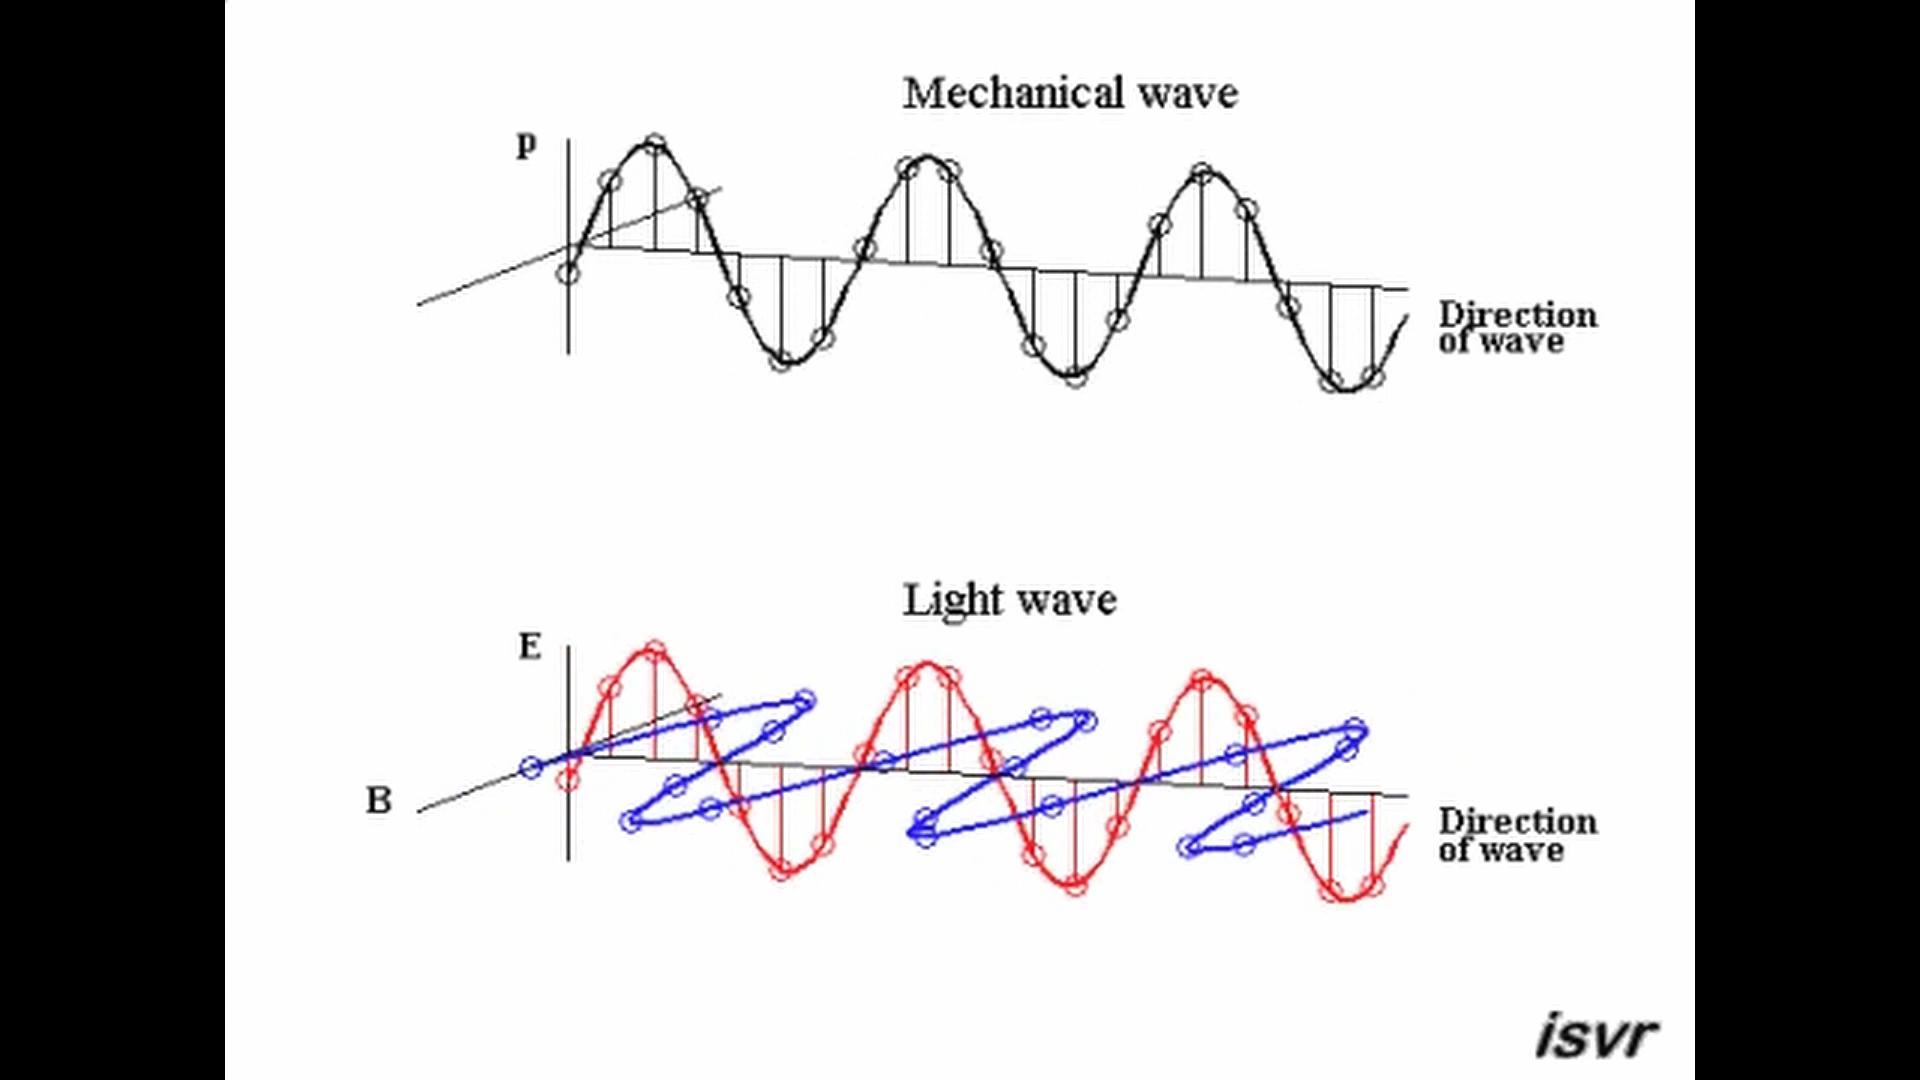 Mechanical wave
p
Direction
of wave
Light wave
E
B
Direction
of wave
isvr